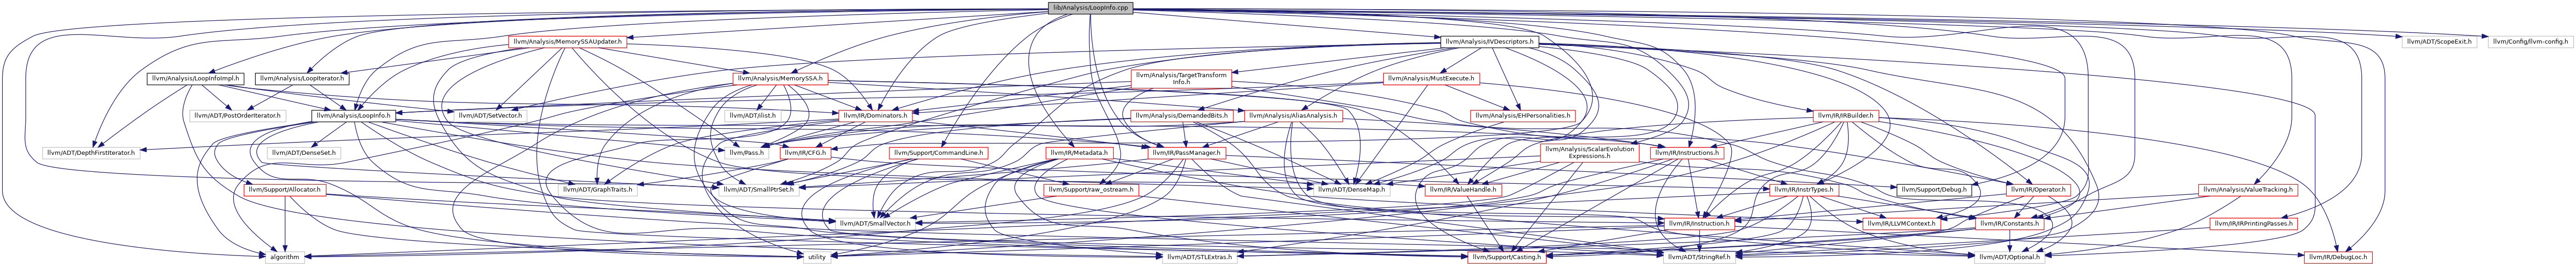 lib/Analysis/LoopInfo.cpp
llvm/Analysis/MemorySSAUpdater.h
llvm/Analysis/IVDescriptors.h
llvm/ADT/ScopeExit.h
llvm/Config/llvm-config.h
llvm/Analysis/LoopInfoImpl.h
llvm/Analysis/LoopIterator.h
llvm/Analysis/MemorySSA.h
llvm/Analysis/TargetTransform
Info.h
llvm/Analysis/MustExecute.h
llvm/ADT/PostOrderIterator.h
llvm/Analysis/LoopInfo.h
llvm/ADT/SetVector.h
llvm/ADT/ilist.h
llvm/IR/Dominators.h
llvm/Analysis/DemandedBits.h
llvm/Analysis/AliasAnalysis.h
llvm/Analysis/EHPersonalities.h
llvm/IR/IRBuilder.h
llvm/ADT/DepthFirstIterator.h
llvm/ADT/DenseSet.h
llvm/Pass.h
llvm/IR/CFG.h
llvm/Support/CommandLine.h
llvm/IR/Metadata.h
llvm/IR/PassManager.h
llvm/Analysis/ScalarEvolution
Expressions.h
llvm/IR/Instructions.h
llvm/Support/Allocator.h
llvm/ADT/GraphTraits.h
llvm/ADT/SmallPtrSet.h
llvm/Support/raw_ostream.h
llvm/ADT/DenseMap.h
llvm/IR/ValueHandle.h
llvm/IR/InstrTypes.h
llvm/Support/Debug.h
llvm/IR/Operator.h
llvm/Analysis/ValueTracking.h
llvm/ADT/SmallVector.h
llvm/IR/Instruction.h
llvm/IR/LLVMContext.h
llvm/IR/Constants.h
llvm/IR/IRPrintingPasses.h
algorithm
utility
llvm/ADT/STLExtras.h
llvm/Support/Casting.h
llvm/ADT/StringRef.h
llvm/ADT/Optional.h
llvm/IR/DebugLoc.h